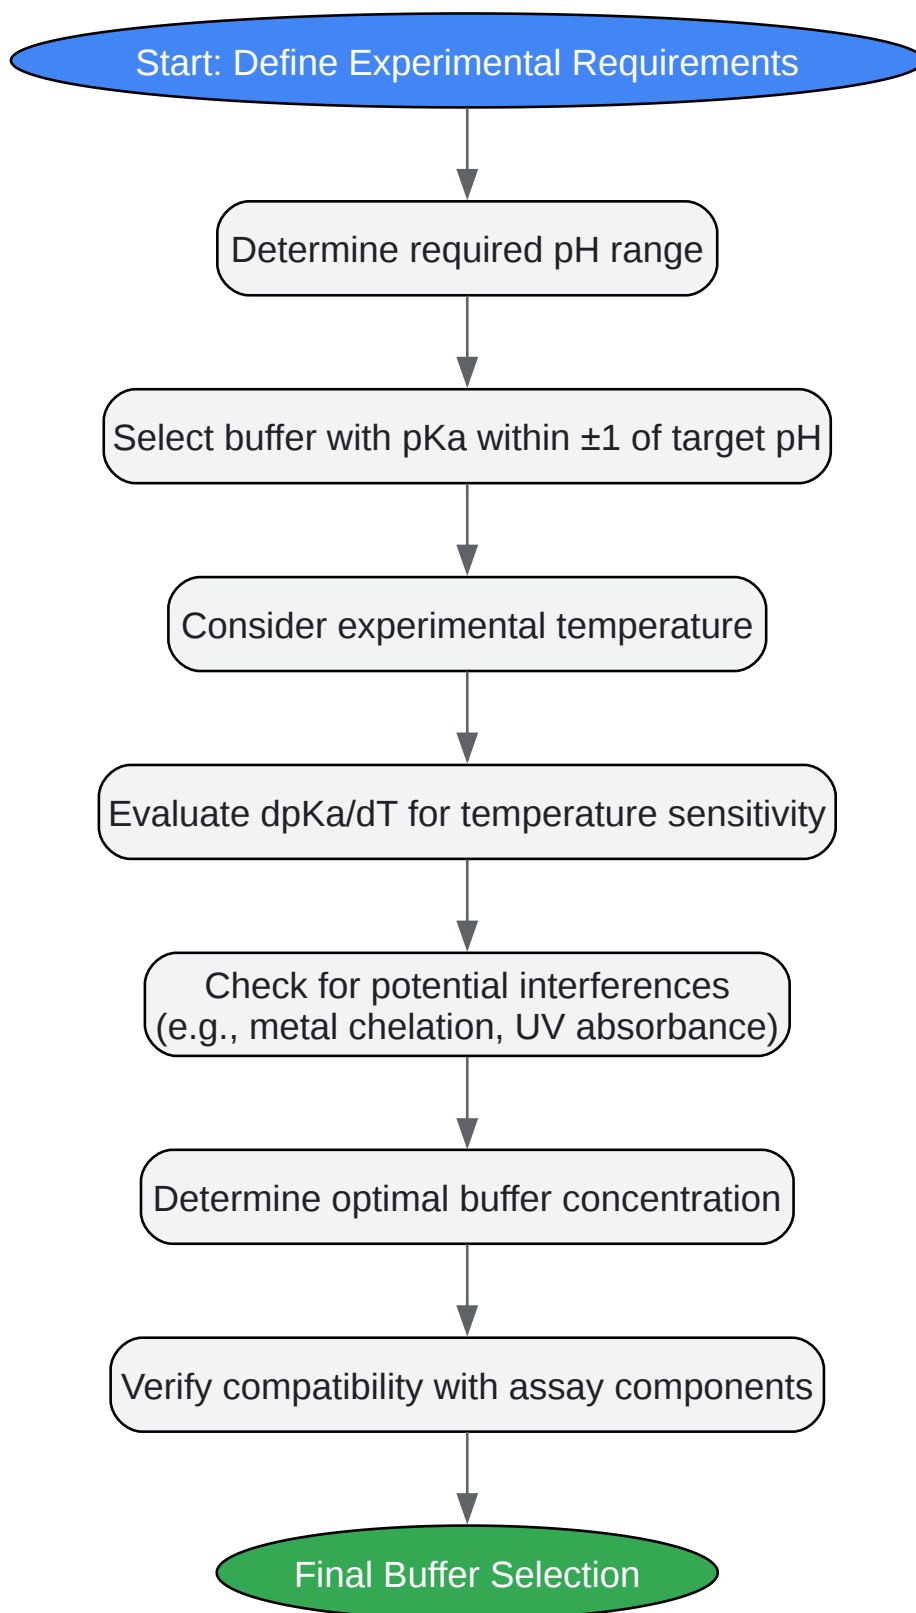 Start: Define Experimental Requirements
Determine required pH range
Select buffer with pKa within ±1 of target pH
Consider experimental temperature
Evaluate dpKa/dT for temperature sensitivity
Check for potential interferences
(e.g., metal chelation, UV absorbance)
Determine optimal buffer concentration
Verify compatibility with assay components
Final Buffer Selection